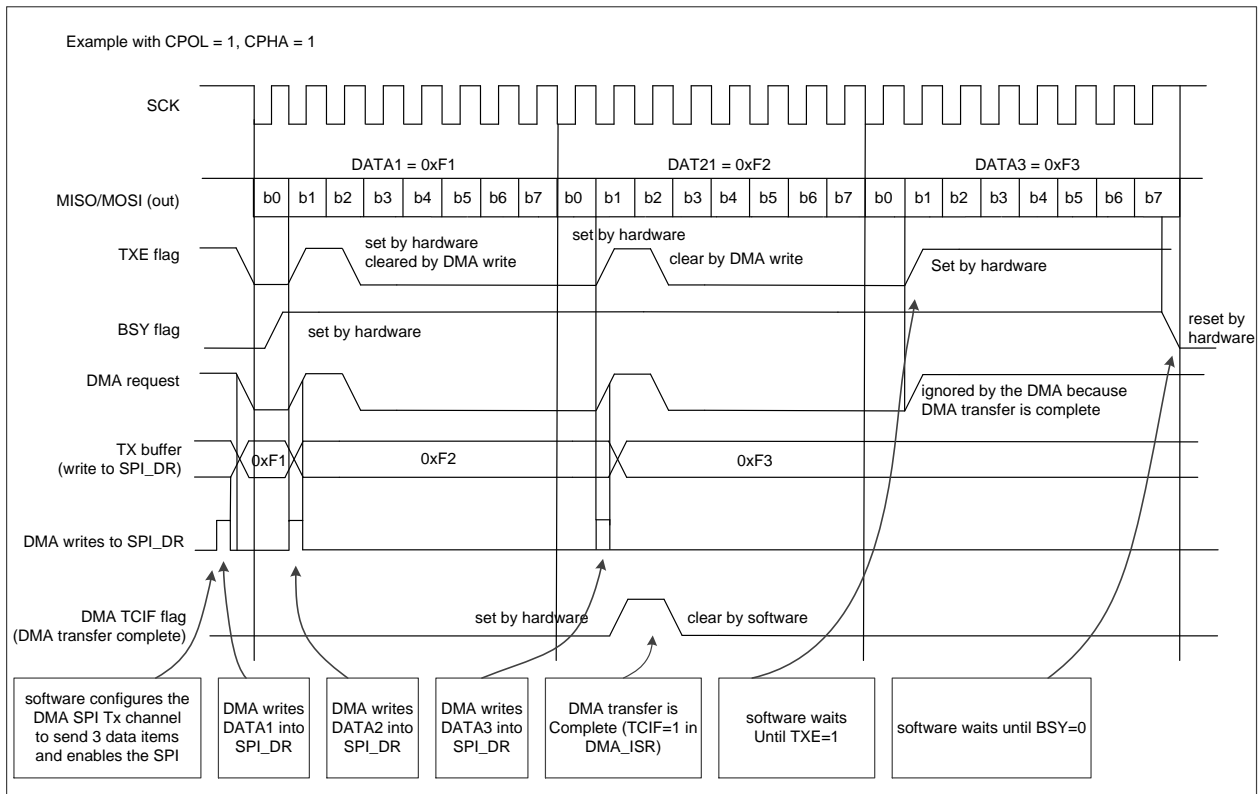 Example with CPOL = 1, CPHA = 1
SCK
DATA1 = 0xF1
DAT21 = 0xF2
DATA3 = 0xF3
MISO/MOSI (out)
b0 b1 b2 b3 b4 b5 b6 b7 b0 b1 b2 b3 b4 b5 b6 b7 b0 b1 b2 b3 b4 b5 b6 b7
TXE flag
set by hardware
cleared by DMA write
set by hardware
clear by DMA write
Set by hardware
BSY flag
set by hardware
reset by
hardware
DMA request
ignored by the DMA because
DMA transfer is complete
TX buffer
(write to SPI_DR)
0xF1
0xF2
0xF3
DMA writes to SPI_DR
DMA TCIF flag
(DMA transfer complete)
set by hardware
clear by software
software configures the
DMA SPI Tx channel
to send 3 data items
and enables the SPI
DMA writes
DATA1 into
SPI_DR
DMA writes
DATA2 into
SPI_DR
DMA writes
DATA3 into
SPI_DR
DMA transfer is
Complete (TCIF=1 in
DMA_ISR)
software waits
Until TXE=1
software waits until BSY=0